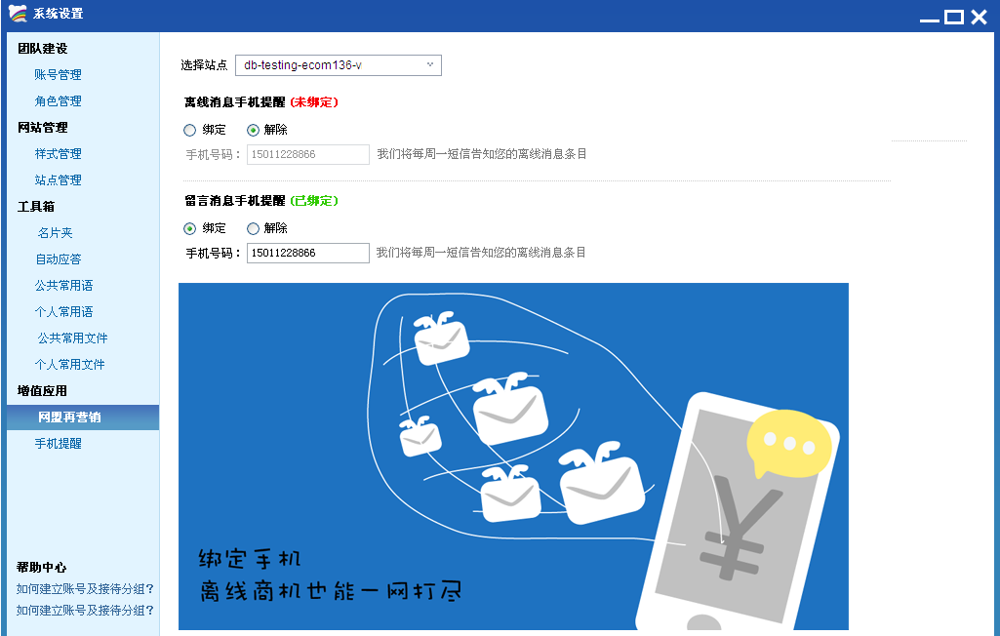 系统设置
团队建设
账号管理
角色管理
网站管理
样式管理
站点管理
工具箱
名片夹
自动应答
公共常用语
个人常用语
公共常用文件
个人常用文件
增值应用
网盟再营销
手机提醒
帮助中心
如何建立账号及接待分组?
如何建立账号及接待分组?
选择站点 db-testing-ecom136-v
离线消息手机提醒 (未绑定)
绑定 解除
手机号码: 15011228866 我们将每周一短信告知您的离线消息条目
留言消息手机提醒 (已绑定)
绑定 解除
手机号码: 15011228866 我们将每周一短信告知您的离线消息条目
¥
绑定手机
离线商机也能一网打尽